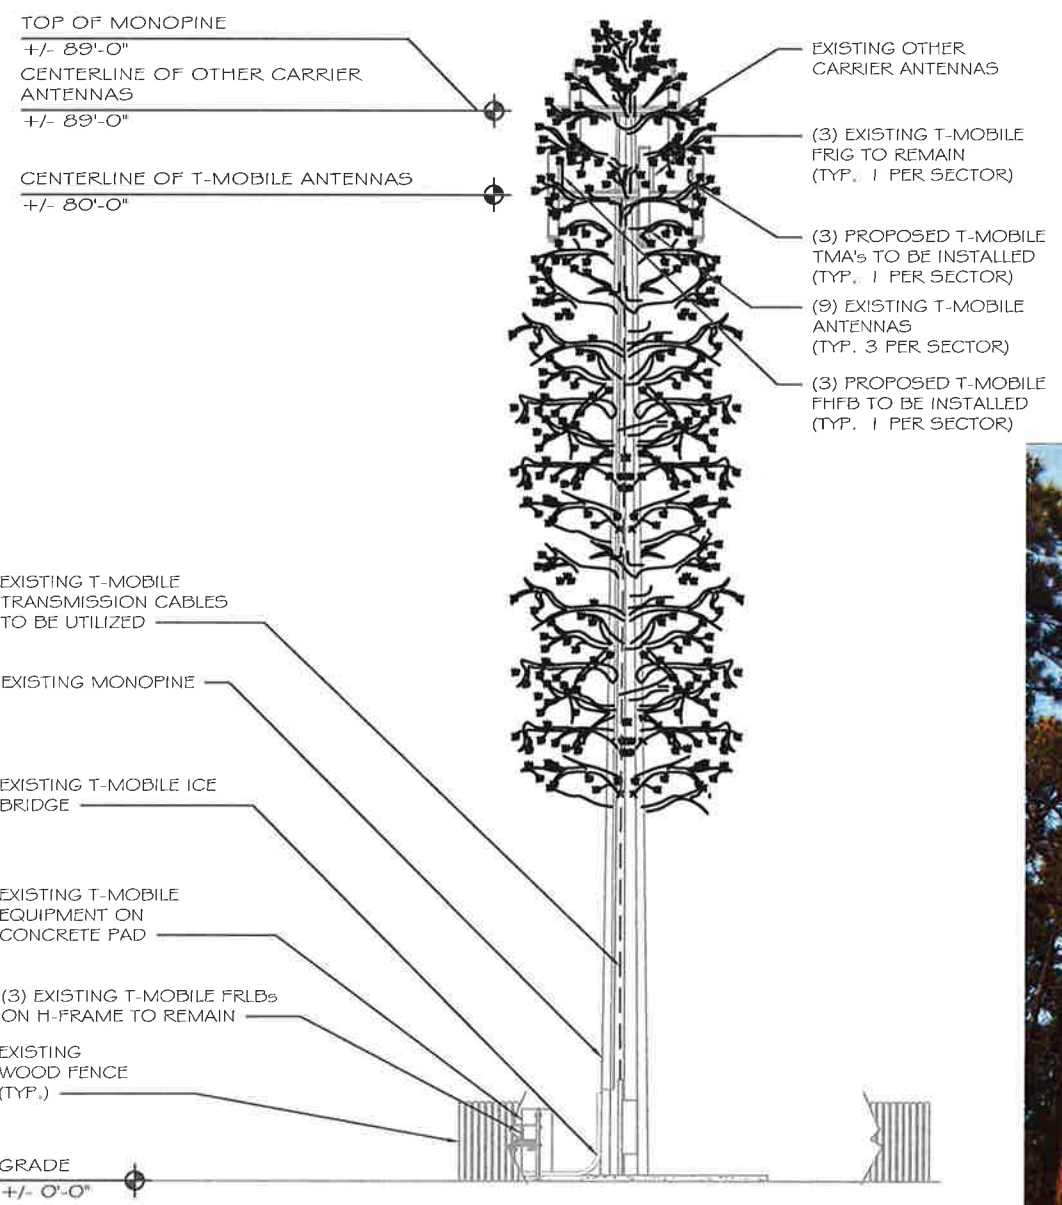 TOP OF MONOPINE
+/- 89'-0"
CENTERLINE OF OTHER CARRIER
ANTENNAS
+/- 89'-0"
CENTERLINE OF T-MOBILE ANTENNAS
+/- 80'-0"
EXISTING OTHER
CARRIER ANTENNAS
(3) EXISTING T-MOBILE
FRIG TO REMAIN
(TYP. 1 PER SECTOR)
(3) PROPOSED T-MOBILE
TMA's TO BE INSTALLED
(TYP. 1 PER SECTOR)
(9) EXISTING T-MOBILE
ANTENNAS
(TYP. 3 PER SECTOR)
(3) PROPOSED T-MOBILE
FHFB TO BE INSTALLED
(TYP. 1 PER SECTOR)
EXISTING T-MOBILE
TRANSMISSION CABLES
TO BE UTILIZED
EXISTING MONOPINE
EXISTING T-MOBILE ICE
BRIDGE
EXISTING T-MOBILE
EQUIPMENT ON
CONCRETE PAD
(3) EXISTING T-MOBILE FRLBs
ON H-FRAME TO REMAIN
EXISTING
WOOD FENCE
(TYP.)
GRADE
+/- 0'-0"